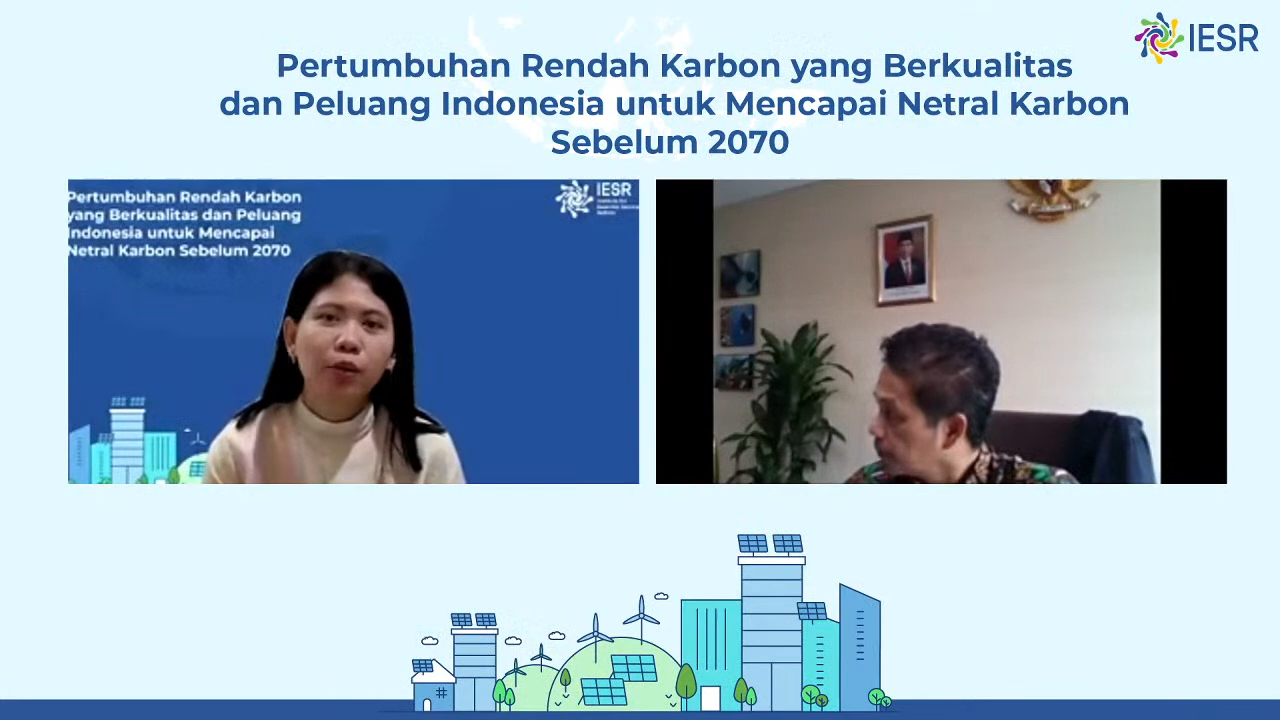 IESR
Pertumbuhan Rendah Karbon yang Berkualitas
dan Peluang Indonesia untuk Mencapai Netral Karbon
Sebelum 2070
Pertumbuhan Rendah Karbon
yang Berkualitas dan Peluang
Indonesia untuk Mencapai
Netral Karbon Sebelum 2070
IESR